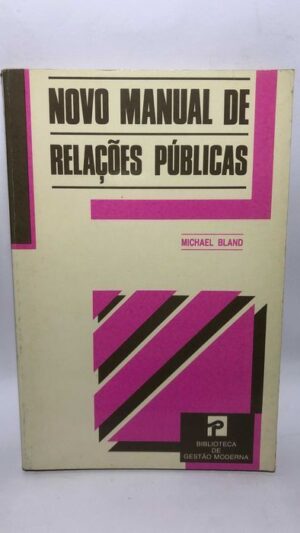 NOVO MANUAL DE
RELAÇÕES PÚBLICAS
MICHAEL BLAND
BIBLIOTECA
DE
GESTÃO MODERNA